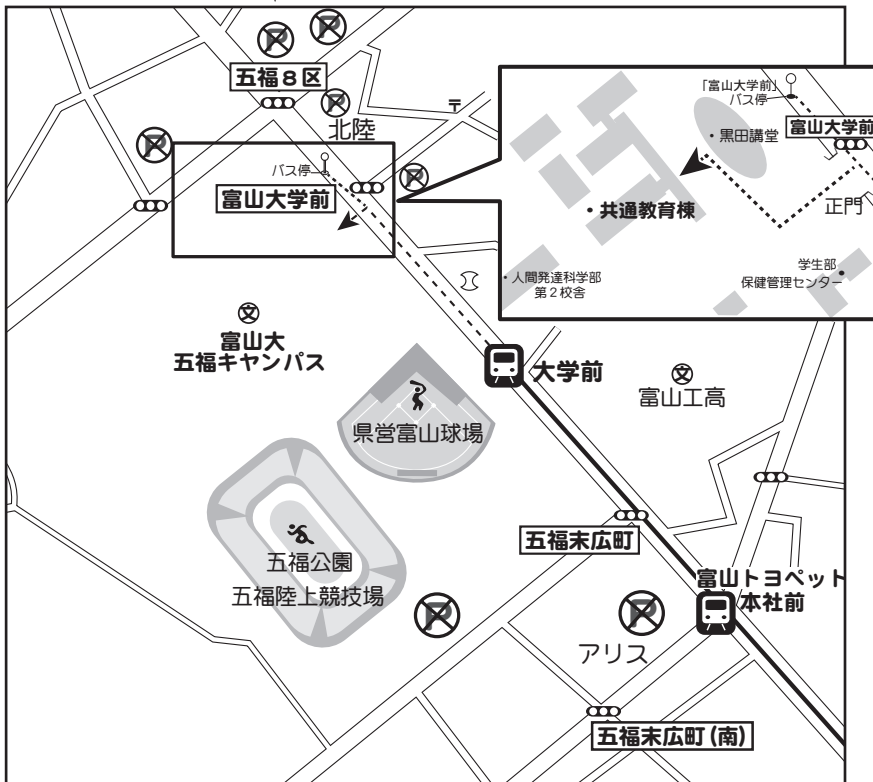 五福８区
北陸
〒
バス停
富山大学前
「富山大学前」
バス停
富山大学前
・黒田講堂
正門
・共通教育棟
学生部
保健管理センター
・人間発達科学部
第２校舎
文
富山大
五福キャンパス
大学前
文
富山工高
県営富山球場
五福公園
五福陸上競技場
五福末広町
富山トヨペット
本社前
アリス
五福末広町（南）
P
P
P
P
P
P
P